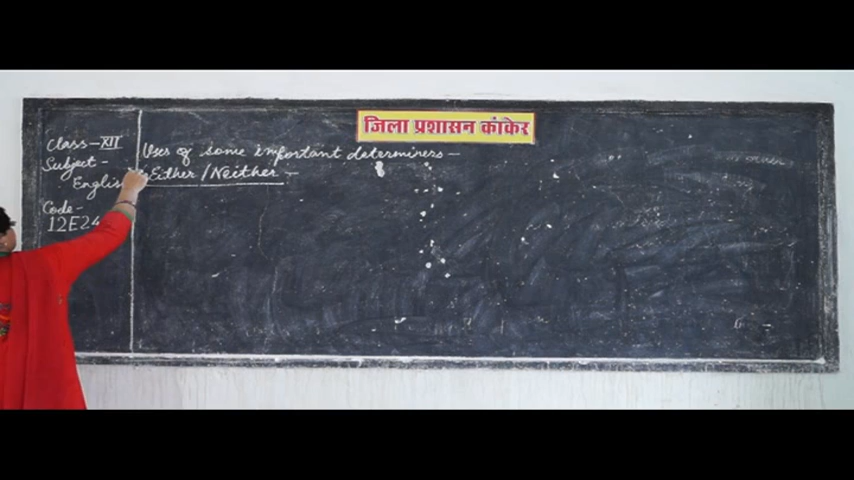 जिला प्रशासन कांकेर
Class-XII
Subject-
English
Code-
12E24
Uses of some important determiners-
Either/Neither-